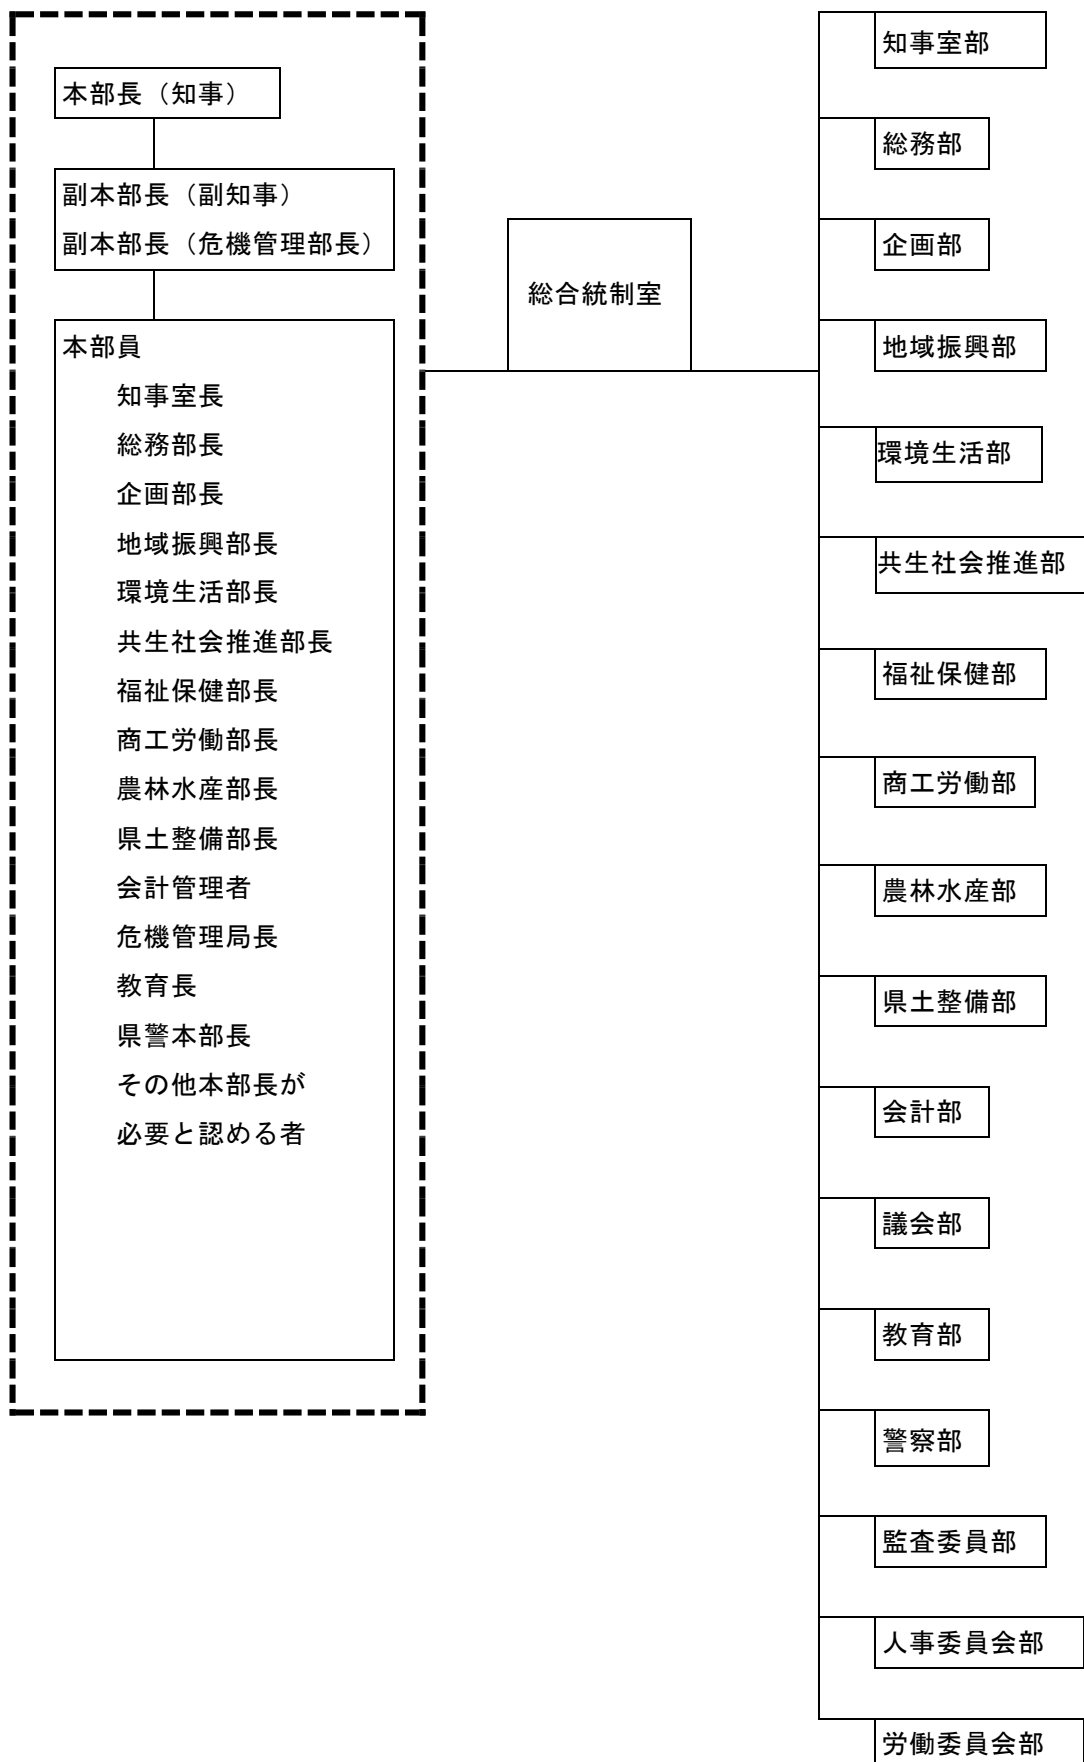 本部長（知事）
副本部長（副知事）
副本部長（危機管理部長）
本部員
知事室長
総務部長
企画部長
地域振興部長
環境生活部長
共生社会推進部長
福祉保健部長
商工労働部長
農林水産部長
県土整備部長
会計管理者
危機管理局長
教育長
県警本部長
その他本部長が
必要と認める者
総合統制室
知事室部
総務部
企画部
地域振興部
環境生活部
共生社会推進部
福祉保健部
商工労働部
農林水産部
県土整備部
会計部
議会部
教育部
警察部
監査委員部
人事委員会部
労働委員会部